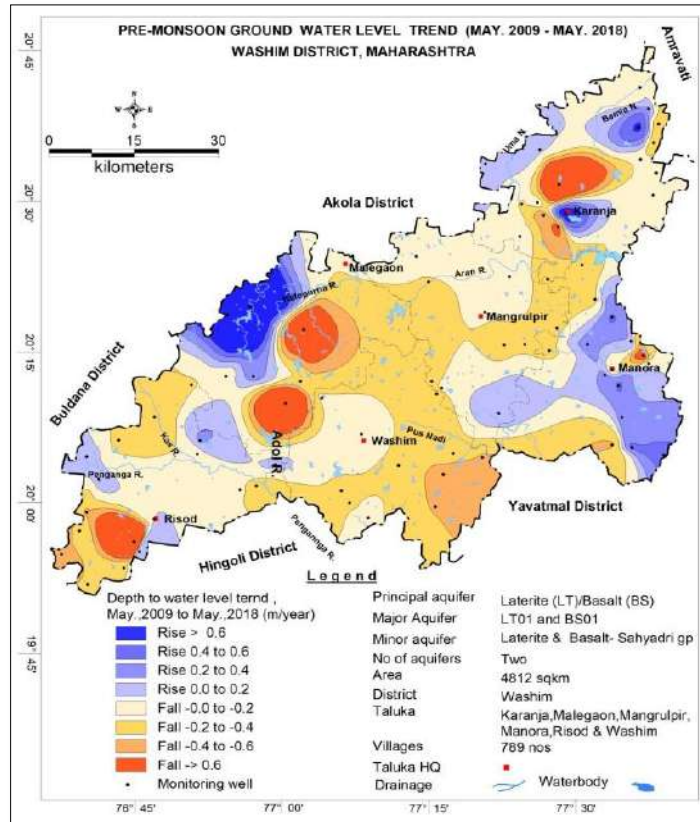 PRE-MONSOON GROUND WATER LEVEL TREND (MAY. 2009 - MAY. 2018)
WASHIM DISTRICT, MAHARASHTRA
Amravati
20°
45'
N
W E
S
0 15 30
kilometers
Uma N.
Bemla N.
20°
30'
Akola District
Karanja
Malegaon
Aran R.
Mangrulpir
20°
15'
Buldana District
Manora
Kas R.
Adol R.
Washim
Pus Nadi
Penganga R.
20°
00'
Yavatmal District
Risod
Hingoli District
Legend
Depth to water level ternd ,
May.,2009 to May.,2018 (m/year)
Rise > 0.6
Rise 0.4 to 0.6
Rise 0.2 to 0.4
Rise 0.0 to 0.2
Fall -0.0 to -0.2
Fall -0.2 to -0.4
Fall -0.4 to -0.6
Fall -> 0.6
Monitoring well
Principal aquifer Laterite (LT)/Basalt (BS)
Major Aquifer LT01 and BS01
Minor aquifer Laterite & Basalt- Sahyadri gp
No of aquifers Two
Area 4812 sqkm
District Washim
Taluka Karanja,Malegaon,Mangrulpir,
Manora,Risod & Washim
Villages 789 nos
Taluka HQ
Drainage Waterbody
19°
45'
76° 45' 77° 00' 77° 15' 77° 30'